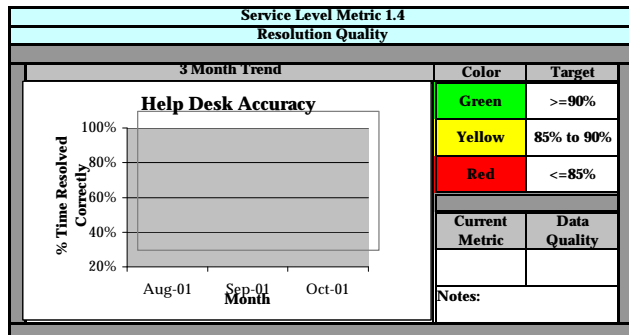 Service Level Metric 1.4
Resolution Quality
3 Month Trend
Help Desk Accuracy
% Time Resolved
Correctly
100%
80%
60%
40%
20%
Aug-01 Sep-01 Oct-01
Month
Color Target
Green >=90%
Yellow 85% to 90%
Red <=85%
Current Metric Data Quality
Notes: